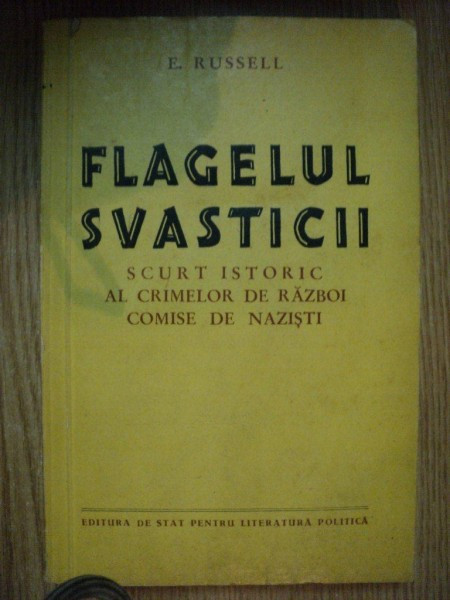 E. RUSSELL
FLAGELUL
SVASTICII
SCURT ISTORIC
AL CRIMELOR DE RĂZBOI
COMISE DE NAZIȘTI
EDITURA DE STAT PENTRU LITERATURĂ POLITICĂ